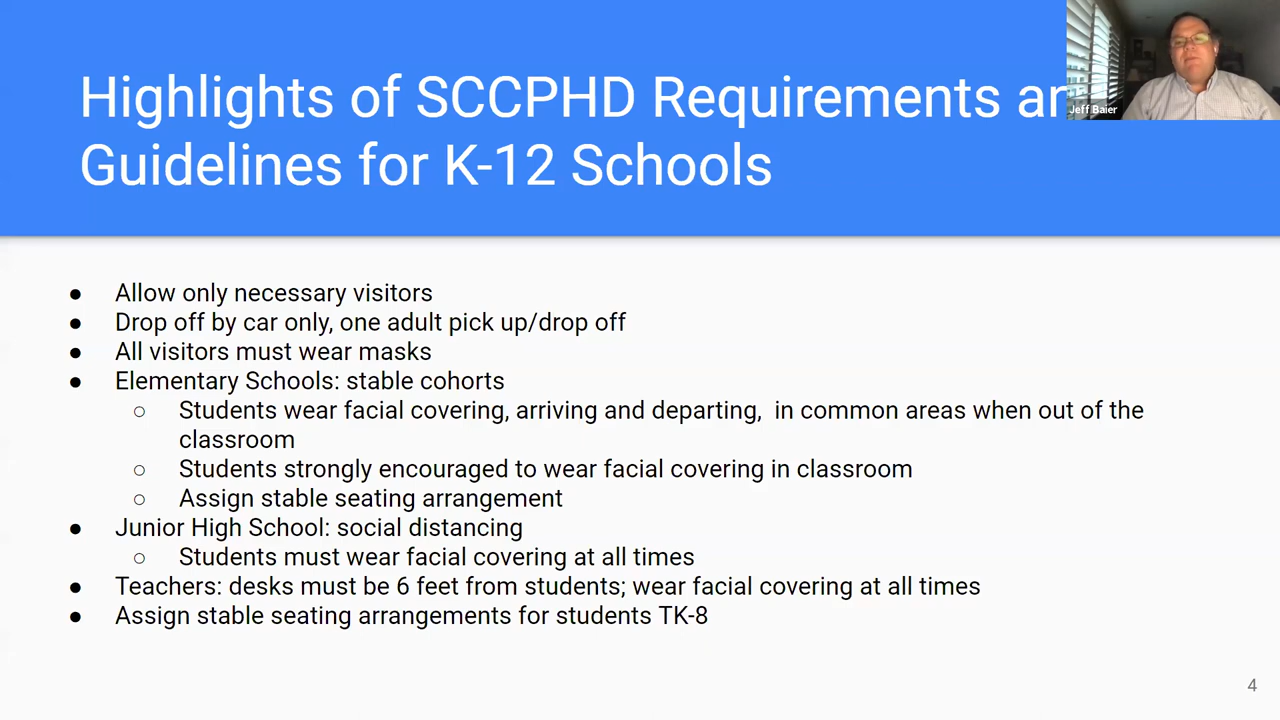 Highlights of SCCPHD Requirements an
Guidelines for K-12 Schools
Jeff Baier
● Allow only necessary visitors
● Drop off by car only, one adult pick up/drop off
● All visitors must wear masks
● Elementary Schools: stable cohorts
○ Students wear facial covering, arriving and departing,  in common areas when out of the
classroom
○ Students strongly encouraged to wear facial covering in classroom
○ Assign stable seating arrangement
● Junior High School: social distancing
○ Students must wear facial covering at all times
● Teachers: desks must be 6 feet from students; wear facial covering at all times
● Assign stable seating arrangements for students TK-8
4